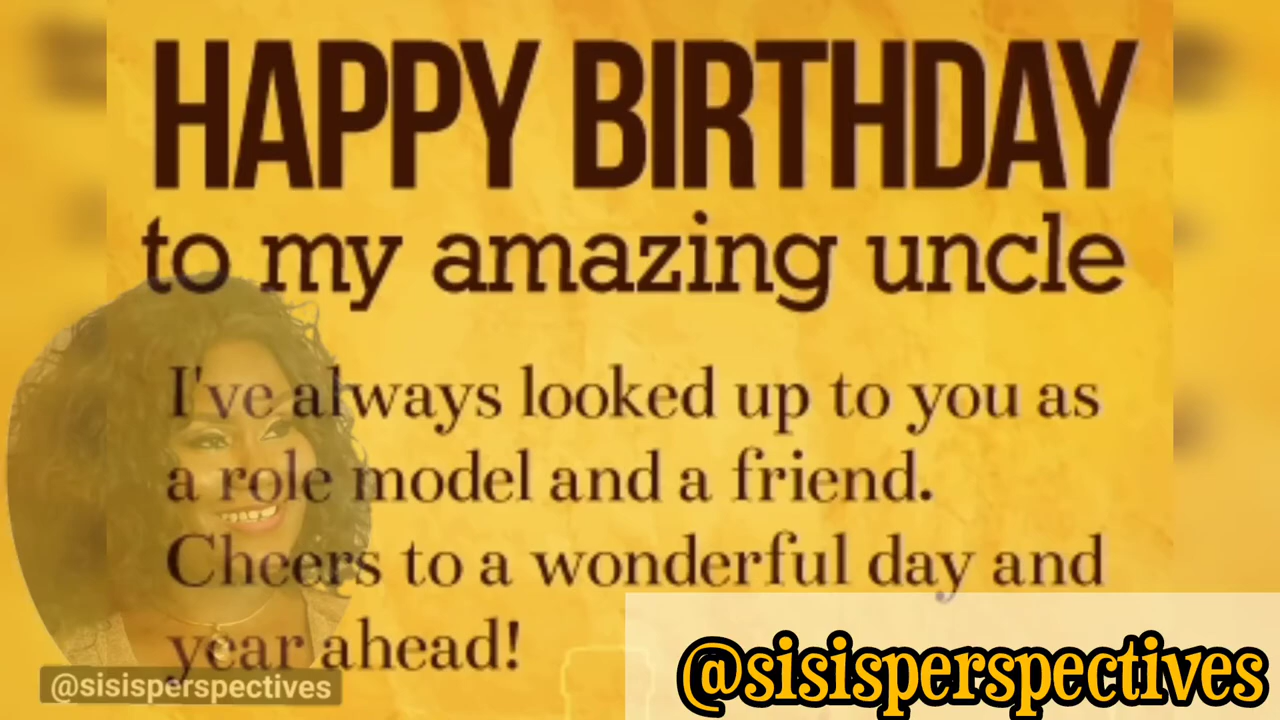 HAPPY BIRTHDAY
to my amazing uncle
I've always looked up to you as
a role model and a friend.
Cheers to a wonderful day and
year ahead!
@sisisperspectives
@sisisperspectives